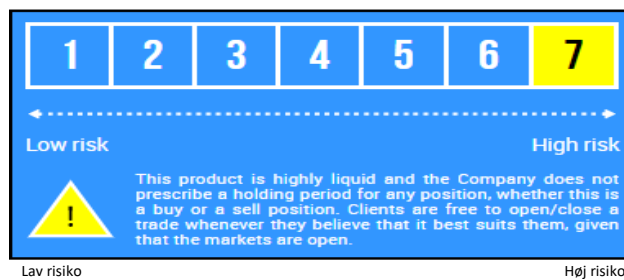 1 2 3 4 5 6 7
Low risk High risk
!
This product is highly liquid and the Company does not
prescribe a holding period for any position, whether this is
a buy or a sell position. Clients are free to open/close a
trade whenever they believe that it best suits them, given
that the markets are open.
Lav risiko Høj risiko